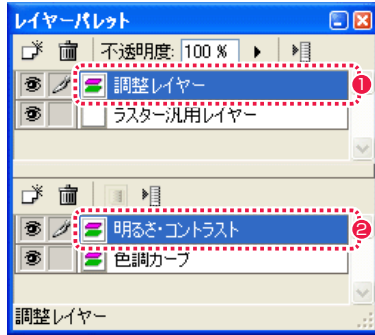 レイヤーパレット
不透明度: 100 %
調整レイヤー
1
ラスター汎用レイヤー
明るさ・コントラスト
2
色調カーブ
調整レイヤー